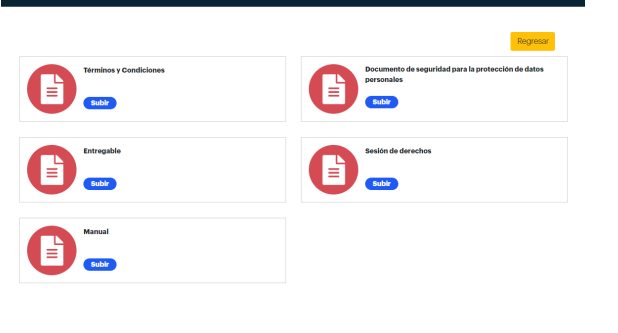 Regresar
Términos y Condiciones
Subir
Documento de seguridad para la protección de datos
personales
Subir
Entregable
Subir
Sesión de derechos
Subir
Manual
Subir